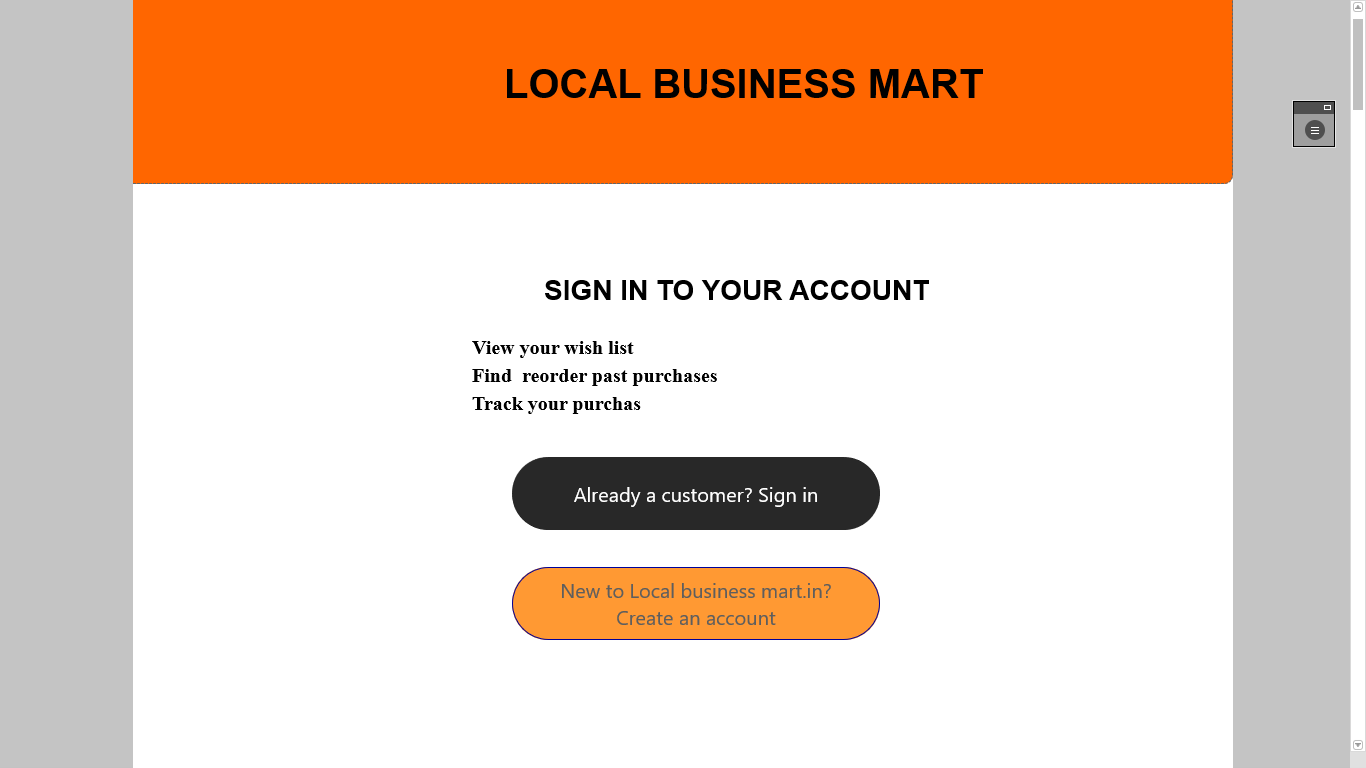 LOCAL BUSINESS MART
SIGN IN TO YOUR ACCOUNT
View your wish list
Find  reorder past purchases
Track your purchas
Already a customer? Sign in
New to Local business mart.in?
Create an account